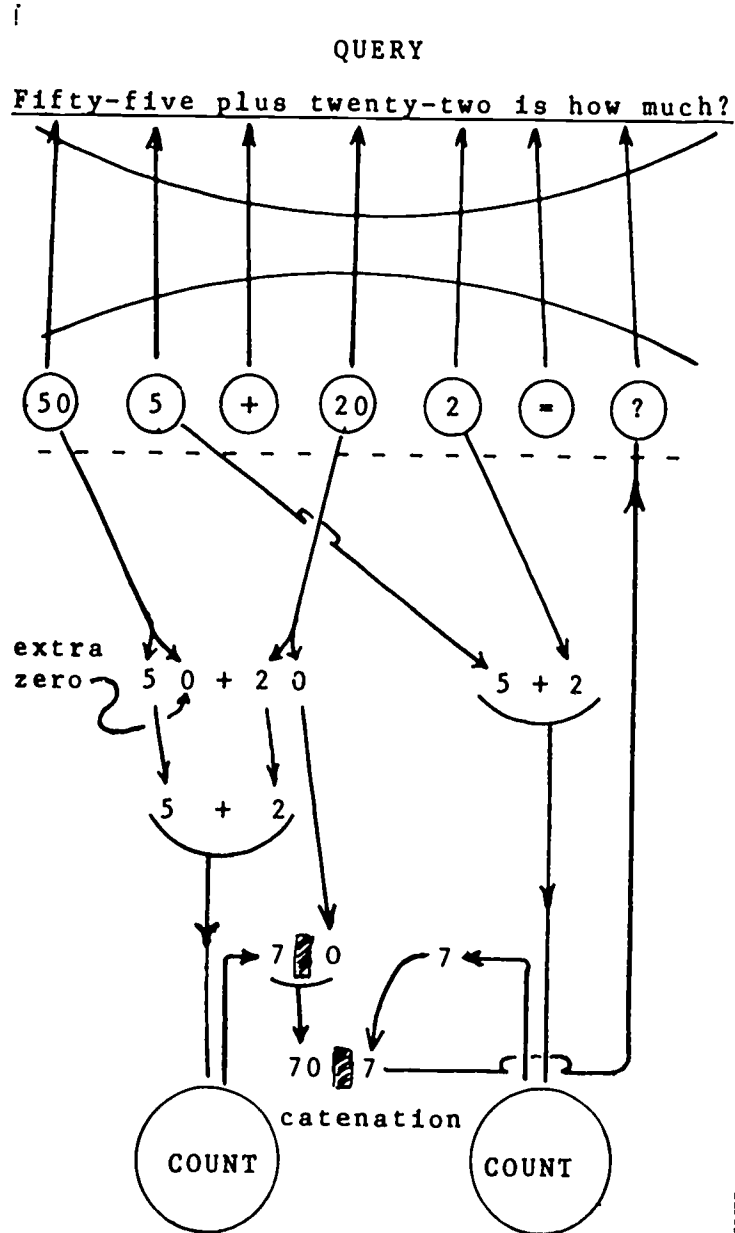 QUERY
Fifty-five plus twenty-two is how much?
50 5 + 20 2 = ?
extra
zero
5 0 + 2 0
5 + 2
5 + 2
7 0
7
70 7
catenation
COUNT
COUNT